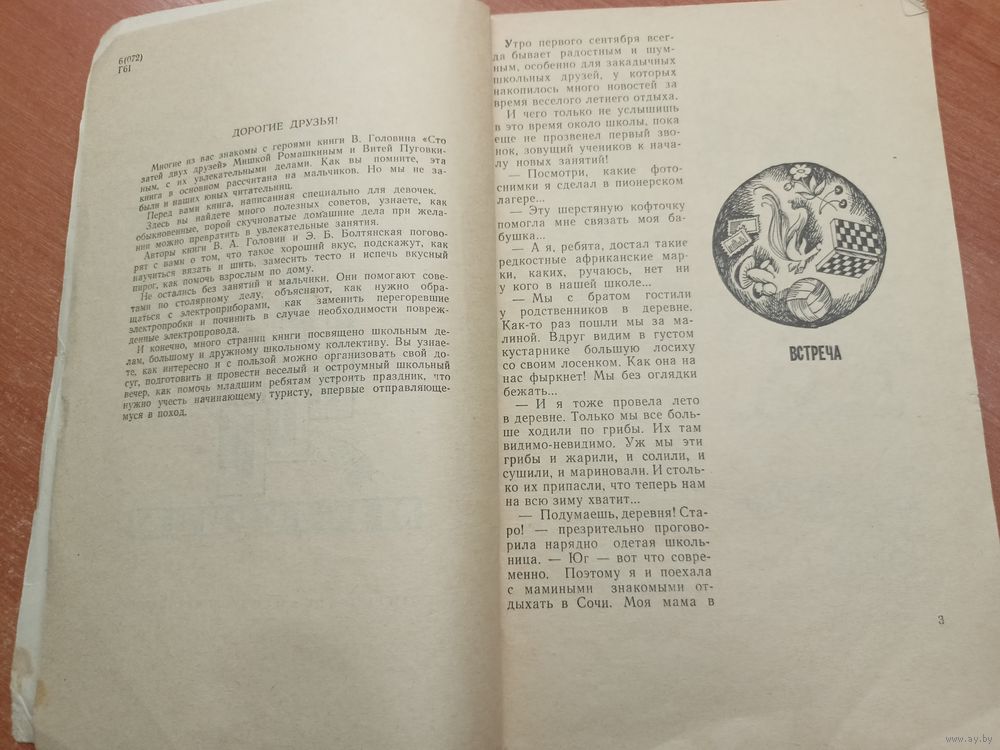 6(072)
Г61
ДОРОГИЕ ДРУЗЬЯ!
Многие из вас знакомы с героями книги В. Головина «Сто
затей двух друзей» Мишкой Ромашкиным и Витей Пуговки-
ным, с их увлекательными делами. Как вы помните, эта
книга в основном рассчитана на мальчиков. Но мы не за-
были и наших юных читательниц.
Перед вами книга, написанная специально для девочек.
Здесь вы найдете много полезных советов, узнаете, как
обыкновенные, порой скучноватые домашние дела при жела-
нии можно превратить в увлекательные занятия.
Авторы книги В. А. Головин и Э. Б. Болтянская погово-
рят с вами о том, что такое хороший вкус, подскажут, как
научиться вязать и шить, замесить тесто и испечь вкусный
пирог, как помочь взрослым по дому.
Не остались без занятий и мальчики. Они помогают сове-
тами по столярному делу, объясняют, как нужно обра-
щаться с электроприборами, как заменить перегоревшие
электропробки и починить в случае необходимости повреж-
денные электропровода.
И конечно, много страниц книги посвящено школьным де-
лам, большому и дружному школьному коллективу. Вы узнае-
те, как интересно и с пользой можно организовать свой до-
суг, подготовить и провести веселый и остроумный школьный
вечер, как помочь младшим ребятам устроить праздник, что
нужно учесть начинающему туристу, впервые отправляюще-
муся в поход.
Утро первого сентября всег-
да бывает радостным и шум-
ным, особенно для закадычных
школьных друзей, у которых
накопилось много новостей за
время веселого летнего отдыха.
И чего только не услышишь
в это время около школы, пока
еще не прозвенел первый зво-
нок, зовущий учеников к нача-
лу новых занятий!
— Посмотри, какие фото-
снимки я сделал в пионерском
лагере...
— Эту шерстяную кофточку
помогла мне связать моя ба-
бушка...
— А я, ребята, достал такие
редкостные африканские мар-
ки, каких, ручаюсь, нет ни
у кого в нашей школе...
— Мы с братом гостили
у родственников в деревне.
Как-то раз пошли мы за ма-
линой. Вдруг видим в густом
кустарнике большую лосиху
со своим лосенком. Как она на
нас фыркнет! Мы без оглядки
бежать...
— И я тоже провела лето
в деревне. Только мы все боль-
ше ходили по грибы. Их там
видимо-невидимо. Уж мы эти
грибы и жарили, и солили, и
сушили, и мариновали. И столь-
ко их припасли, что теперь нам
на всю зиму хватит...
— Подумаешь, деревня! Ста-
ро! — презрительно прогово-
рила нарядно одетая школь-
ница. — Юг — вот что совре-
менно. Поэтому я и поехала
с мамиными знакомыми от-
дыхать в Сочи. Моя мама в
ВСТРЕЧА
3
www.ay.by